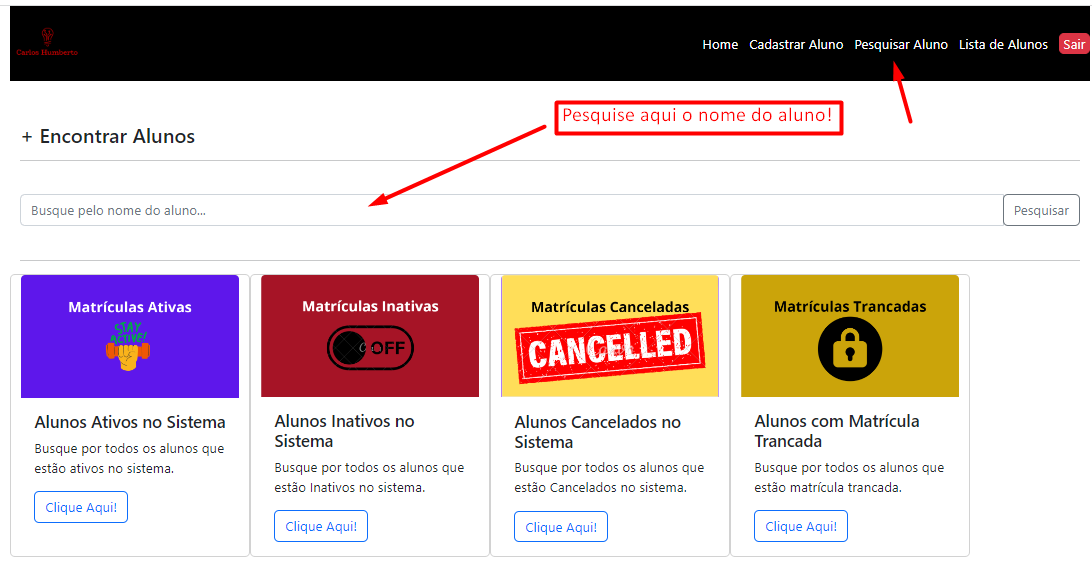 Carlos Humberto
Home Cadastrar Aluno Pesquisar Aluno Lista de Alunos Sair
Pesquise aqui o nome do aluno!
+ Encontrar Alunos
Busque pelo nome do aluno...
Pesquisar
Matrículas Ativas
STAY
ACTIVE!
Alunos Ativos no Sistema
Busque por todos os alunos que
estão ativos no sistema.
Clique Aqui!
Matrículas Inativas
OFF
Alunos Inativos no
Sistema
Busque por todos os alunos que
estão Inativos no sistema.
Clique Aqui!
Matrículas Canceladas
CANCELLED
Alunos Cancelados no
Sistema
Busque por todos os alunos que
estão Cancelados no sistema.
Clique Aqui!
Matrículas Trancadas
Alunos com Matrícula
Trancada
Busque por todos os alunos que
estão matrícula trancada.
Clique Aqui!